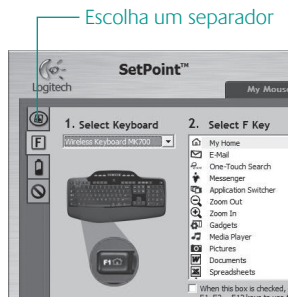 Escolha um separador
Logitech
SetPoint™
My Mous
1. Select Keyboard
2. Select F Key
Wireless Keyboard MK700
F
My Home
E-Mail
One-Touch Search
Messenger
Application Switcher
Zoom Out
Zoom In
Gadgets
Media Player
Pictures
Documents
Spreadsheets
F1
When this box is checked,